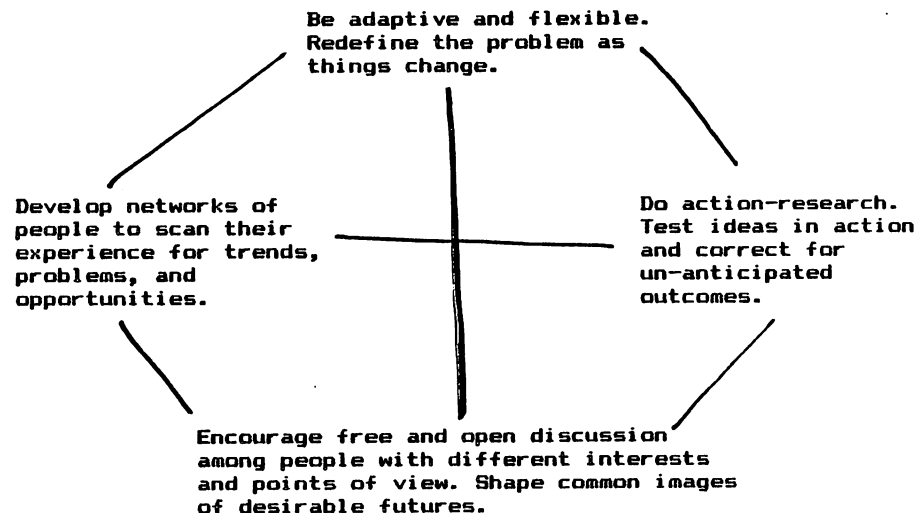 Be adaptive and flexible.
Redefine the problem as
things change.
Develop networks of
people to scan their
experience for trends,
problems, and
opportunities.
Do action-research.
Test ideas in action
and correct for
un-anticipated
outcomes.
Encourage free and open discussion
among people with different interests
and points of view. Shape common images
of desirable futures.